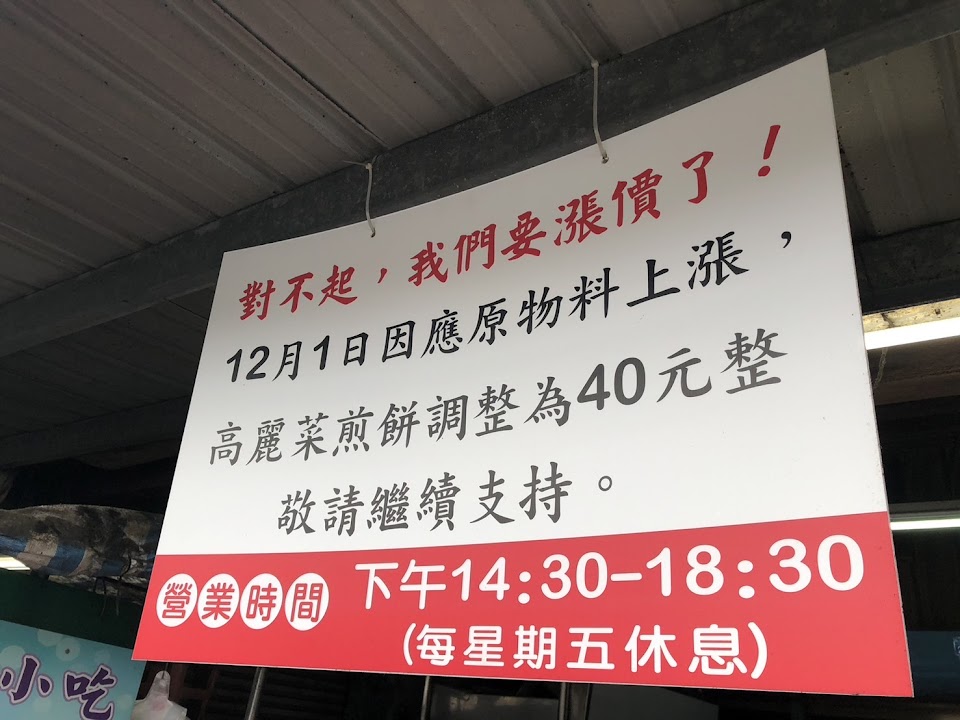 對不起，我們要漲價了！
12月1日因應原物料上漲，
高麗菜煎餅調整為40元整
敬請繼續支持。
營業時間 下午14:30-18:30
(每星期五休息)
小吃